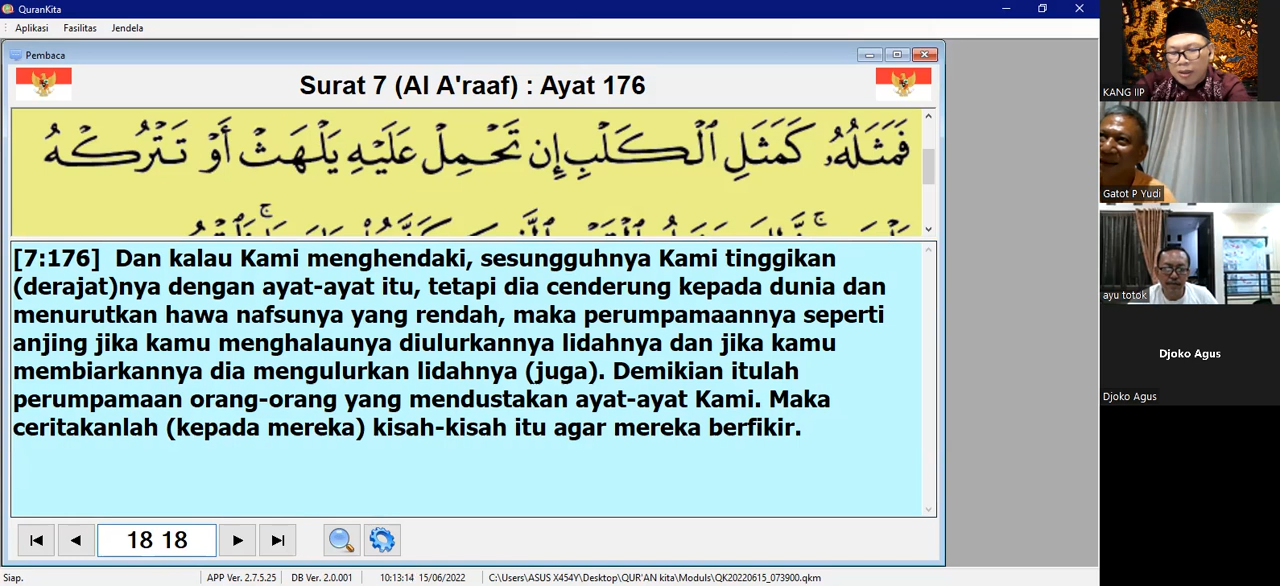 QuranKita
Aplikasi Fasilitas Jendela
Pembaca
Surat 7 (Al A'raaf) : Ayat 176
فَمَثَلُهُۥ كَمَثَلِ ٱلْكَلْبِ إِن تَحْمِلْ عَلَيْهِ يَلْهَثْ أَوْ تَتْرُكْهُ
[7:176] Dan kalau Kami menghendaki, sesungguhnya Kami tinggikan
(derajat)nya dengan ayat-ayat itu, tetapi dia cenderung kepada dunia dan
menurutkan hawa nafsunya yang rendah, maka perumpamaannya seperti
anjing jika kamu menghalaunya diulurkannya lidahnya dan jika kamu
membiarkannya dia mengulurkan lidahnya (juga). Demikian itulah
perumpamaan orang-orang yang mendustakan ayat-ayat Kami. Maka
ceritakanlah (kepada mereka) kisah-kisah itu agar mereka berfikir.
18 18
Siap. APP Ver. 2.7.5.25 DB Ver. 2.0.001 10:13:14 15/06/2022 C:\Users\ASUS X454Y\Desktop\QUR'AN kita\Moduls\QK20220615_073900.qkm
KANG IIP
Gatot P Yudi
ayu totok
Djoko Agus
Djoko Agus